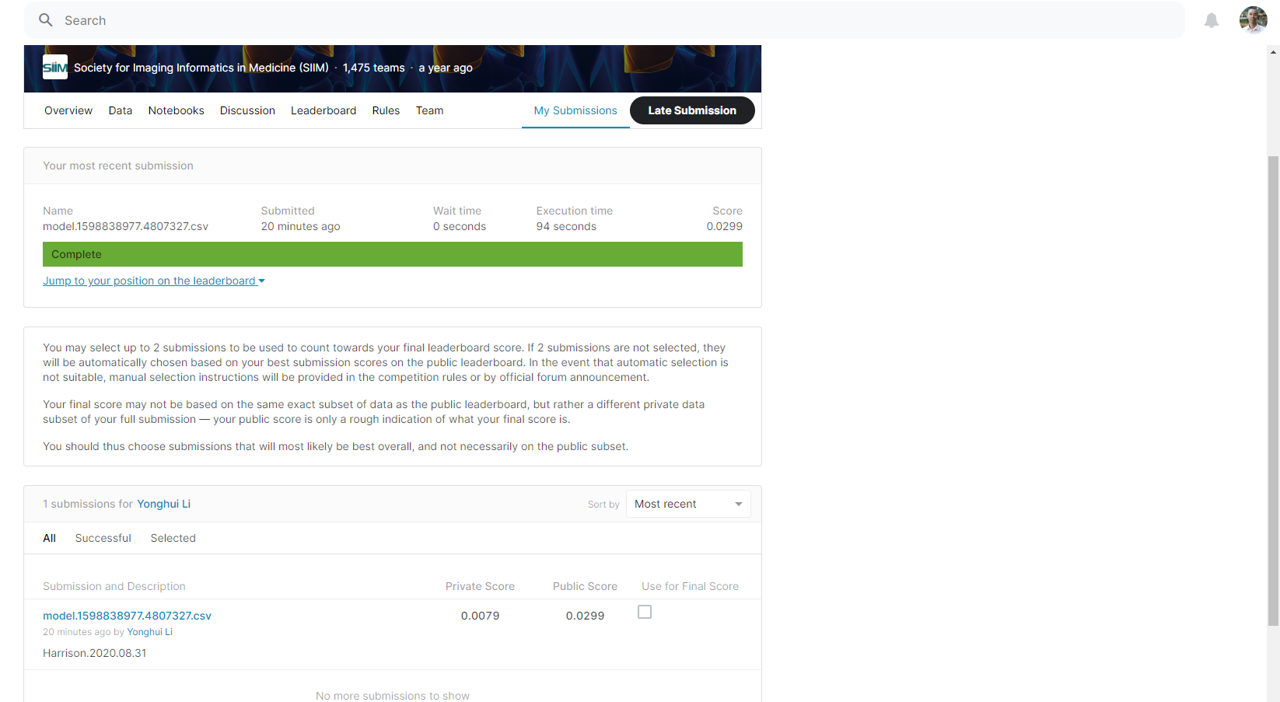 Search
SIIM Society for Imaging Informatics in Medicine (SIIM) · 1,475 teams · a year ago
Overview Data Notebooks Discussion Leaderboard Rules Team My Submissions Late Submission
Your most recent submission
Name Submitted Wait time Execution time Score
model.1598838977.4807327.csv 20 minutes ago 0 seconds 94 seconds 0.0299
Complete
Jump to your position on the leaderboard
You may select up to 2 submissions to be used to count towards your final leaderboard score. If 2 submissions are not selected, they
will be automatically chosen based on your best submission scores on the public leaderboard. In the event that automatic selection is
not suitable, manual selection instructions will be provided in the competition rules or by official forum announcement.
Your final score may not be based on the same exact subset of data as the public leaderboard, but rather a different private data
subset of your full submission — your public score is only a rough indication of what your final score is.
You should thus choose submissions that will most likely be best overall, and not necessarily on the public subset.
1 submissions for Yonghui Li Sort by Most recent
All Successful Selected
Submission and Description Private Score Public Score Use for Final Score
model.1598838977.4807327.csv 0.0079 0.0299
20 minutes ago by Yonghui Li
Harrison.2020.08.31
No more submissions to show